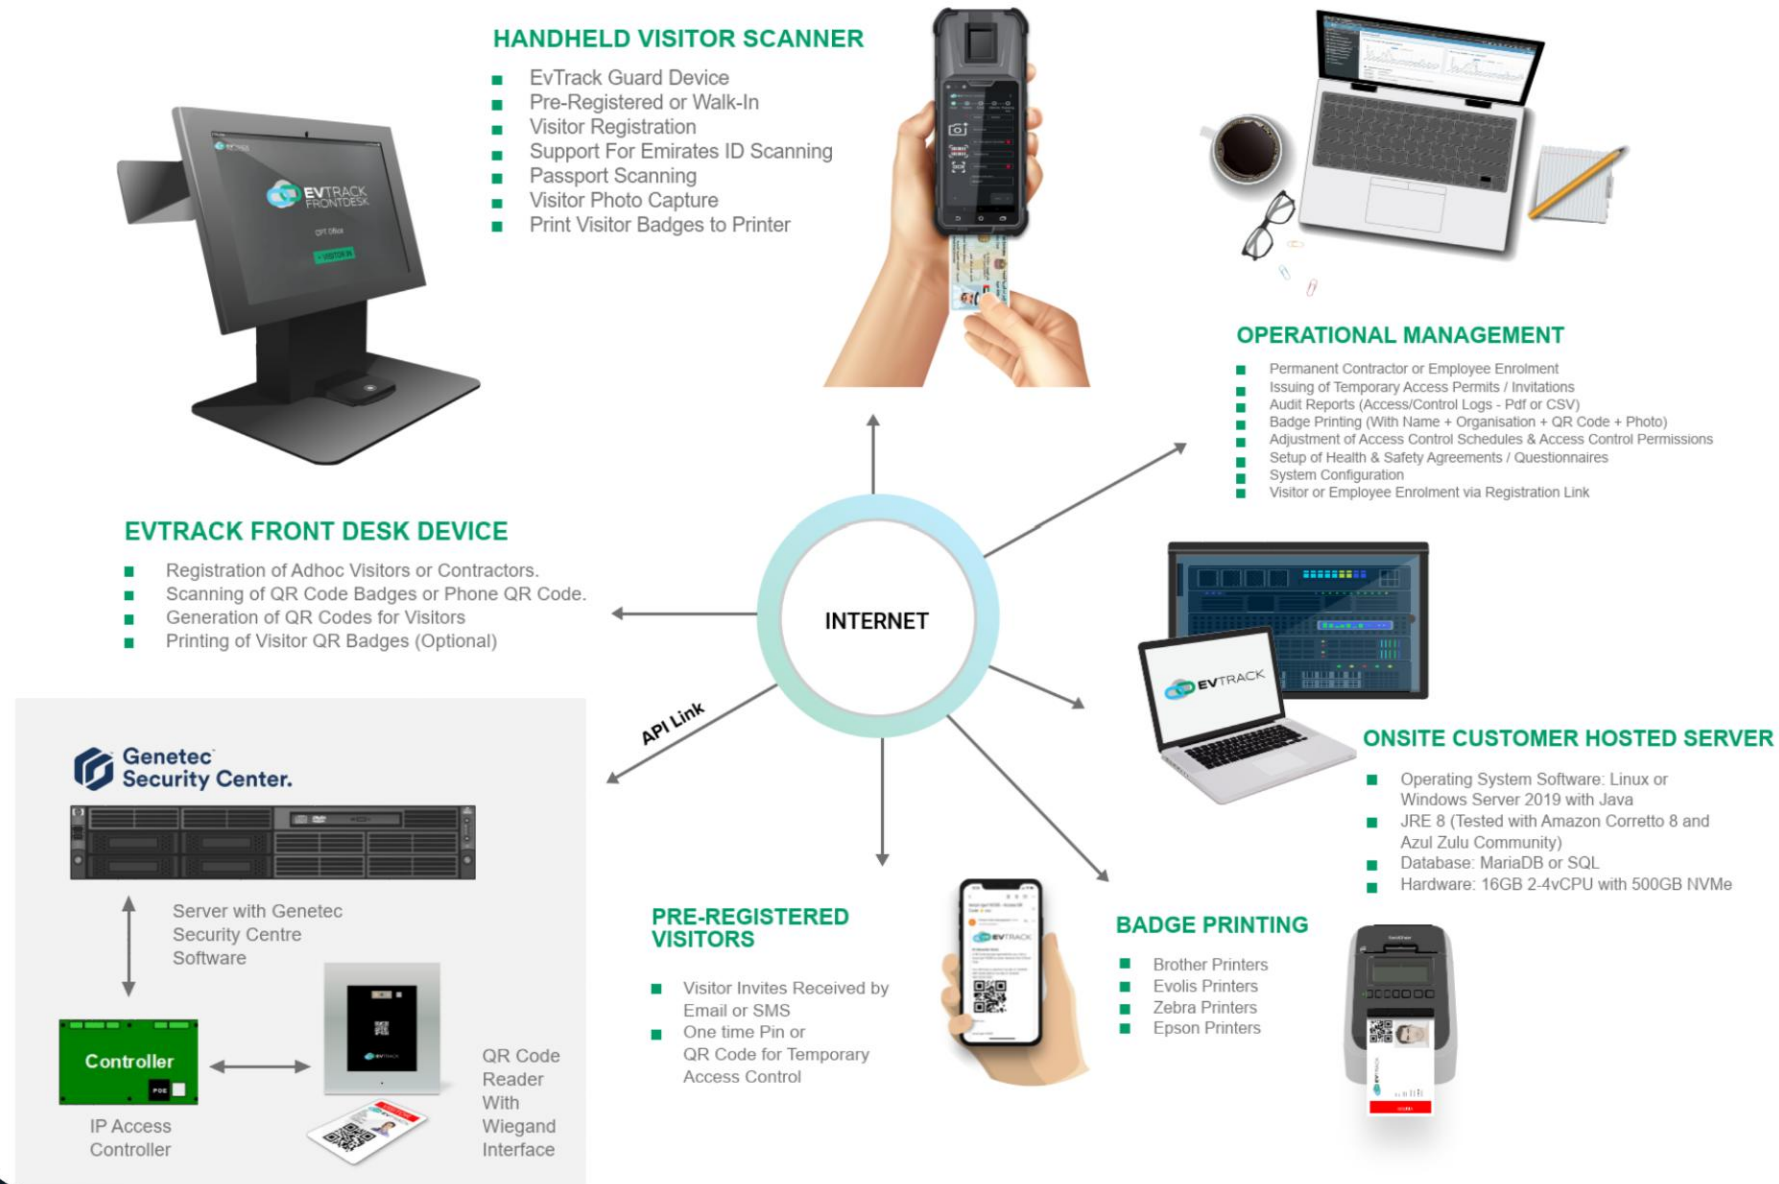 HANDHELD VISITOR SCANNER
EvTrack Guard Device
Pre-Registered or Walk-In
Visitor Registration
Support For Emirates ID Scanning
Passport Scanning
Visitor Photo Capture
Print Visitor Badges to Printer
EVTRACK
FRONTDESK
OPT Office
VISITOR IN
OPERATIONAL MANAGEMENT
Permanent Contractor or Employee Enrolment
Issuing of Temporary Access Permits / Invitations
Audit Reports (Access/Control Logs - Pdf or CSV)
Badge Printing (With Name + Organisation + QR Code + Photo)
Adjustment of Access Control Schedules & Access Control Permissions
Setup of Health & Safety Agreements / Questionnaires
System Configuration
Visitor or Employee Enrolment via Registration Link
EVTRACK FRONT DESK DEVICE
Registration of Adhoc Visitors or Contractors.
Scanning of QR Code Badges or Phone QR Code.
Generation of QR Codes for Visitors
Printing of Visitor QR Badges (Optional)
INTERNET
API Link
EVTRACK
ONSITE CUSTOMER HOSTED SERVER
Operating System Software: Linux or
Windows Server 2019 with Java
JRE 8 (Tested with Amazon Corretto 8 and
Azul Zulu Community)
Database: MariaDB or SQL
Hardware: 16GB 2-4vCPU with 500GB NVMe
Genetec
Security Center.
Server with Genetec
Security Centre
Software
Controller
POE
IP Access
Controller
EVTRACK
QR Code
Reader
With
Wiegand
Interface
EVTRACK
PRE-REGISTERED
VISITORS
Visitor Invites Received by
Email or SMS
One time Pin or
QR Code for Temporary
Access Control
EVTRACK
BADGE PRINTING
Brother Printers
Evolis Printers
Zebra Printers
Epson Printers
EVTRACK